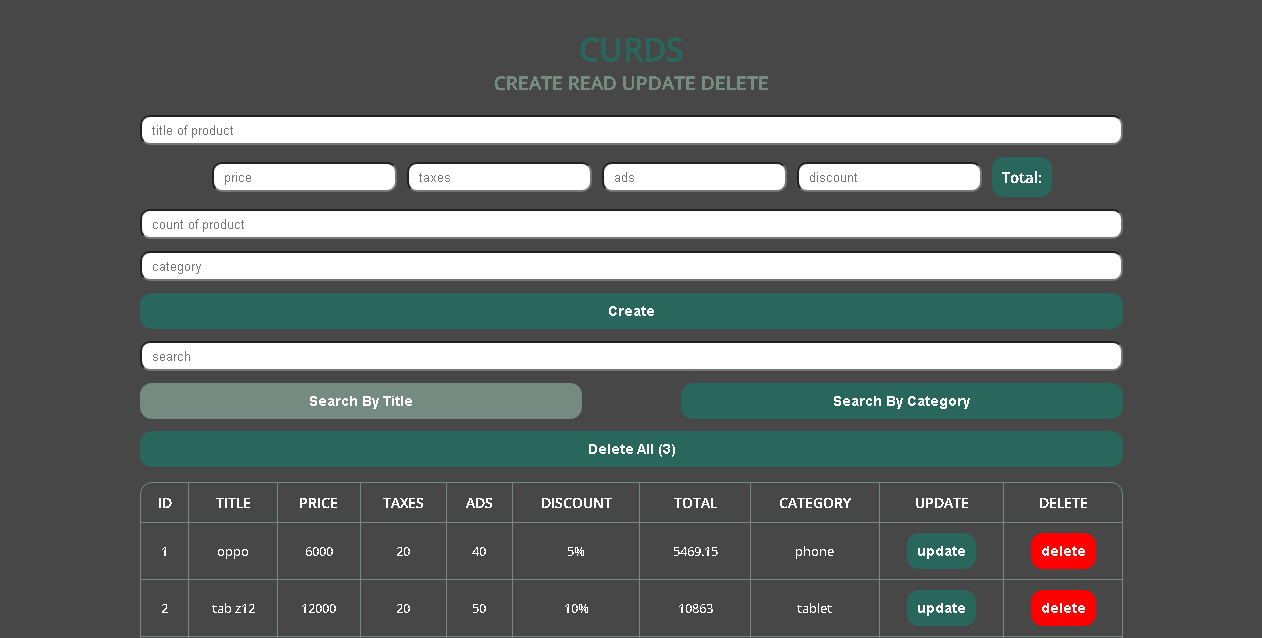 CURDS
CREATE READ UPDATE DELETE
title of product
price taxes ads discount Total:
count of product
category
Create
search
Search By Title Search By Category
Delete All (3)
ID TITLE PRICE TAXES ADS DISCOUNT TOTAL CATEGORY UPDATE DELETE
1 oppo 6000 20 40 5% 5469.15 phone update delete
2 tab z12 12000 20 50 10% 10863 tablet update delete